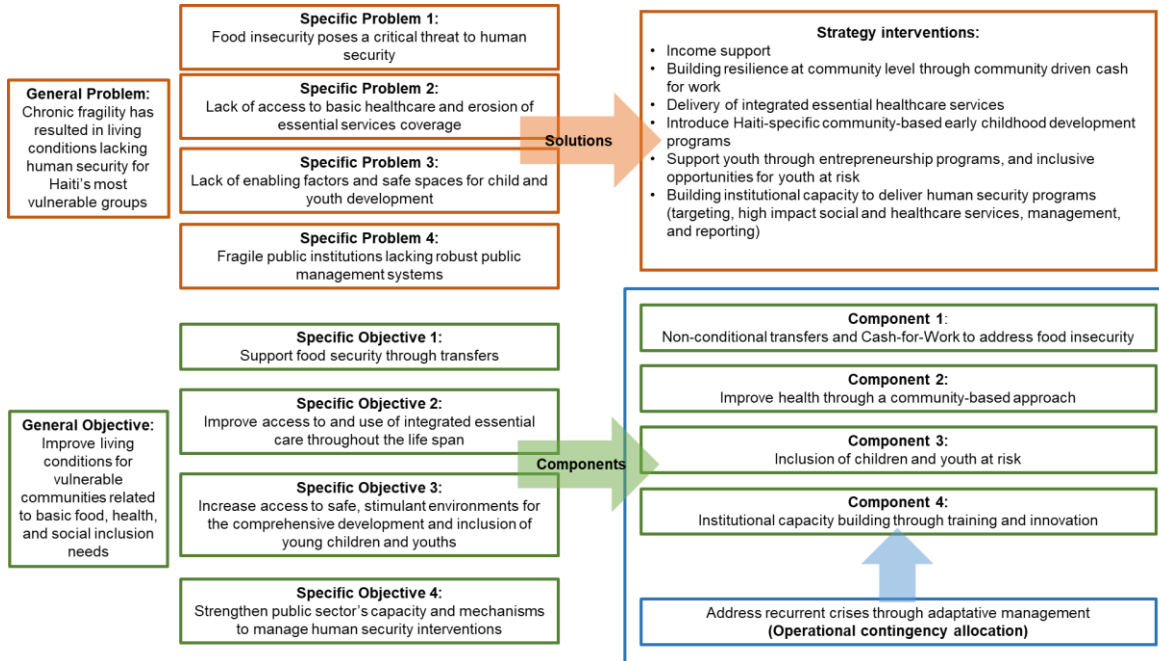 General Problem:
Chronic fragility has
resulted in living
conditions lacking
human security for
Haiti's most
vulnerable groups
Specific Problem 1:
Food insecurity poses a critical threat to human
security
Specific Problem 2:
Lack of access to basic healthcare and erosion of
essential services coverage
Specific Problem 3:
Lack of enabling factors and safe spaces for child and
youth development
Specific Problem 4:
Fragile public institutions lacking robust public
management systems
Solutions
Strategy interventions:
• Income support
• Building resilience at community level through community driven cash
for work
• Delivery of integrated essential healthcare services
• Introduce Haiti-specific community-based early childhood development
programs
• Support youth through entrepreneurship programs, and inclusive
opportunities for youth at risk
• Building institutional capacity to deliver human security programs
(targeting, high impact social and healthcare services, management,
and reporting)
General Objective:
Improve living
conditions for
vulnerable
communities related
to basic food, health,
and social inclusion
needs
Specific Objective 1:
Support food security through transfers
Specific Objective 2:
Improve access to and use of integrated essential
care throughout the life span
Specific Objective 3:
Increase access to safe, stimulant environments for
the comprehensive development and inclusion of
young children and youths
Specific Objective 4:
Strengthen public sector's capacity and mechanisms
to manage human security interventions
Components
Component 1:
Non-conditional transfers and Cash-for-Work to address food insecurity
Component 2:
Improve health through a community-based approach
Component 3:
Inclusion of children and youth at risk
Component 4:
Institutional capacity building through training and innovation
Address recurrent crises through adaptative management
(Operational contingency allocation)